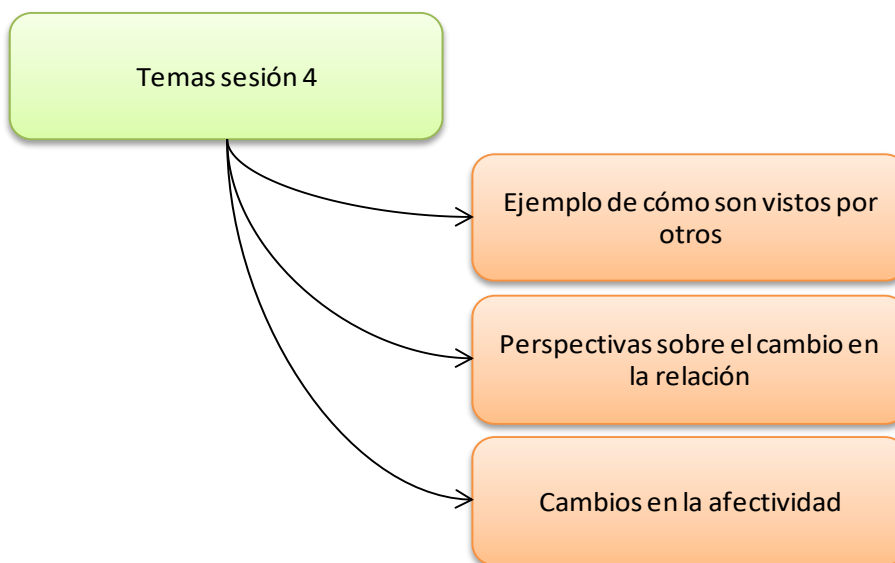 Temas sesión 4
Ejemplo de cómo son vistos por
otros
Perspectivas sobre el cambio en
la relación
Cambios en la afectividad